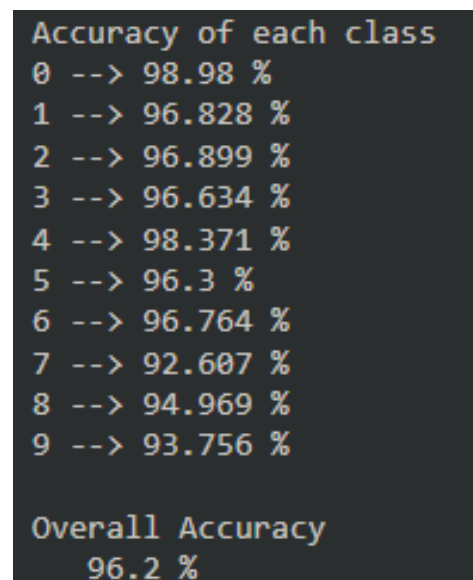 Accuracy of each class
0 --> 98.98 %
1 --> 96.828 %
2 --> 96.899 %
3 --> 96.634 %
4 --> 98.371 %
5 --> 96.3 %
6 --> 96.764 %
7 --> 92.607 %
8 --> 94.969 %
9 --> 93.756 %
Overall Accuracy
96.2 %